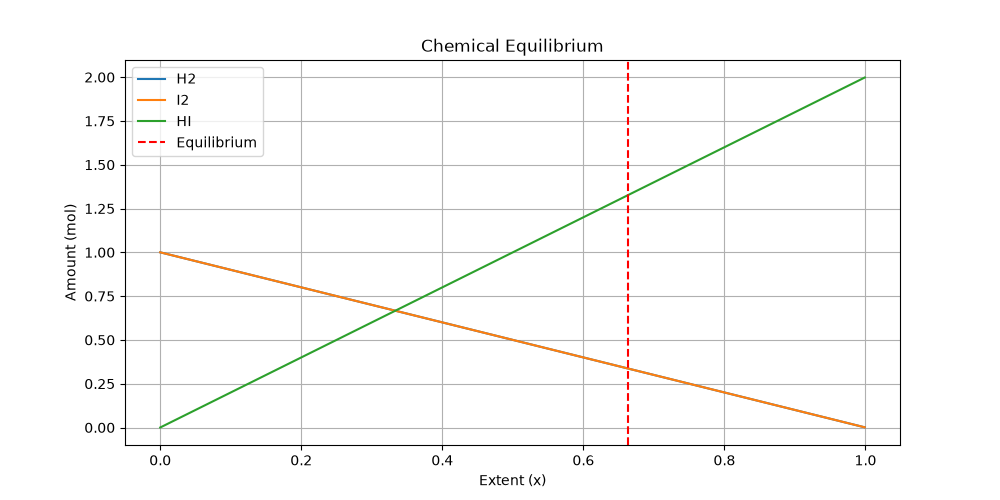 Chemical Equilibrium
H2
I2
HI
Equilibrium
2.00
1.75
1.50
1.25
1.00
0.75
0.50
0.25
0.00
Amount (mol)
0.0 0.2 0.4 0.6 0.8 1.0
Extent (x)